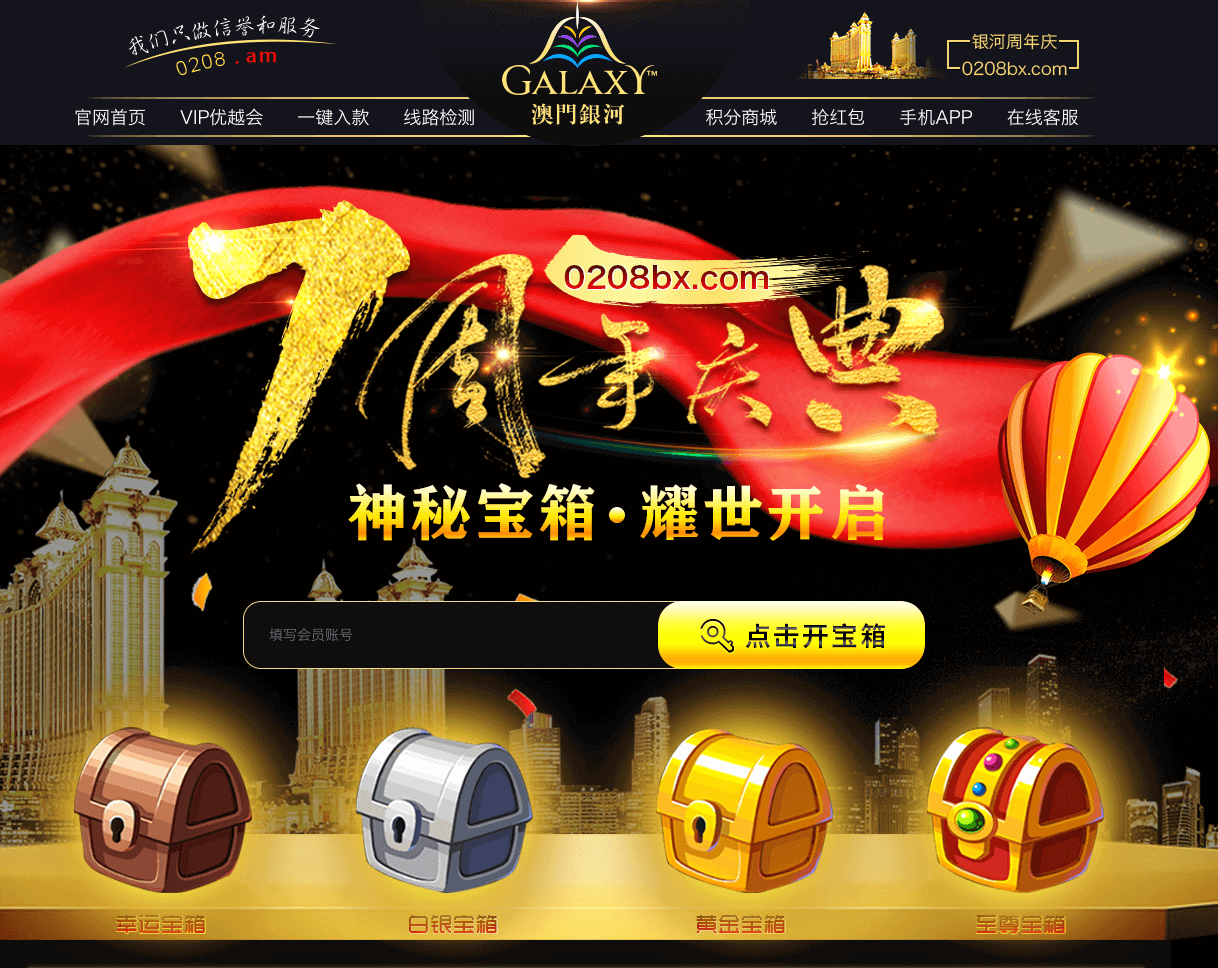 我们只做信誉和服务
0208.am
GALAXY™
澳門銀河
银河周年庆
0208bx.com
官网首页 VIP优越会 一键入款 线路检测 积分商城 抢红包 手机APP 在线客服
0208bx.com
7周年庆典
神秘宝箱·耀世开启
填写会员账号
点击开宝箱
幸运宝箱 白银宝箱 黄金宝箱 至尊宝箱